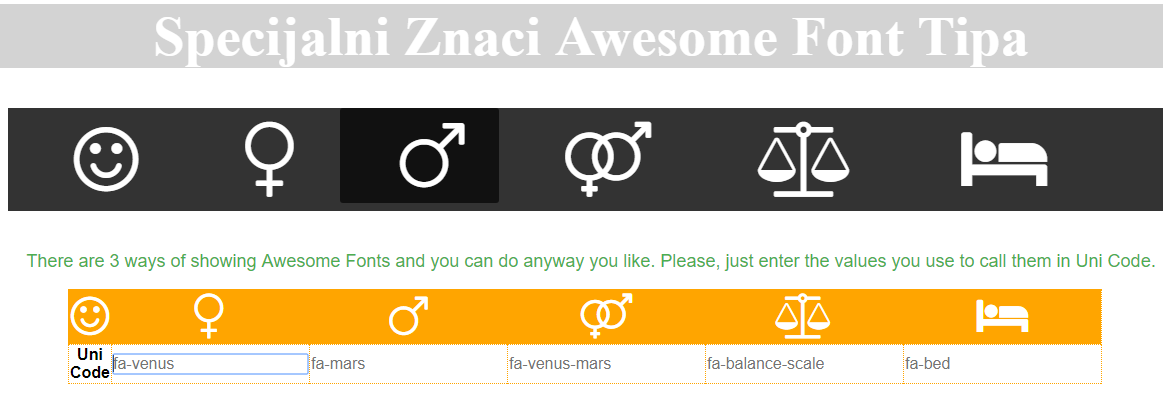 Specijalni Znaci Awesome Font Tipa
There are 3 ways of showing Awesome Fonts and you can do anyway you like. Please, just enter the values you use to call them in Uni Code.
Uni
Code
fa-venus
fa-mars
fa-venus-mars
fa-balance-scale
fa-bed